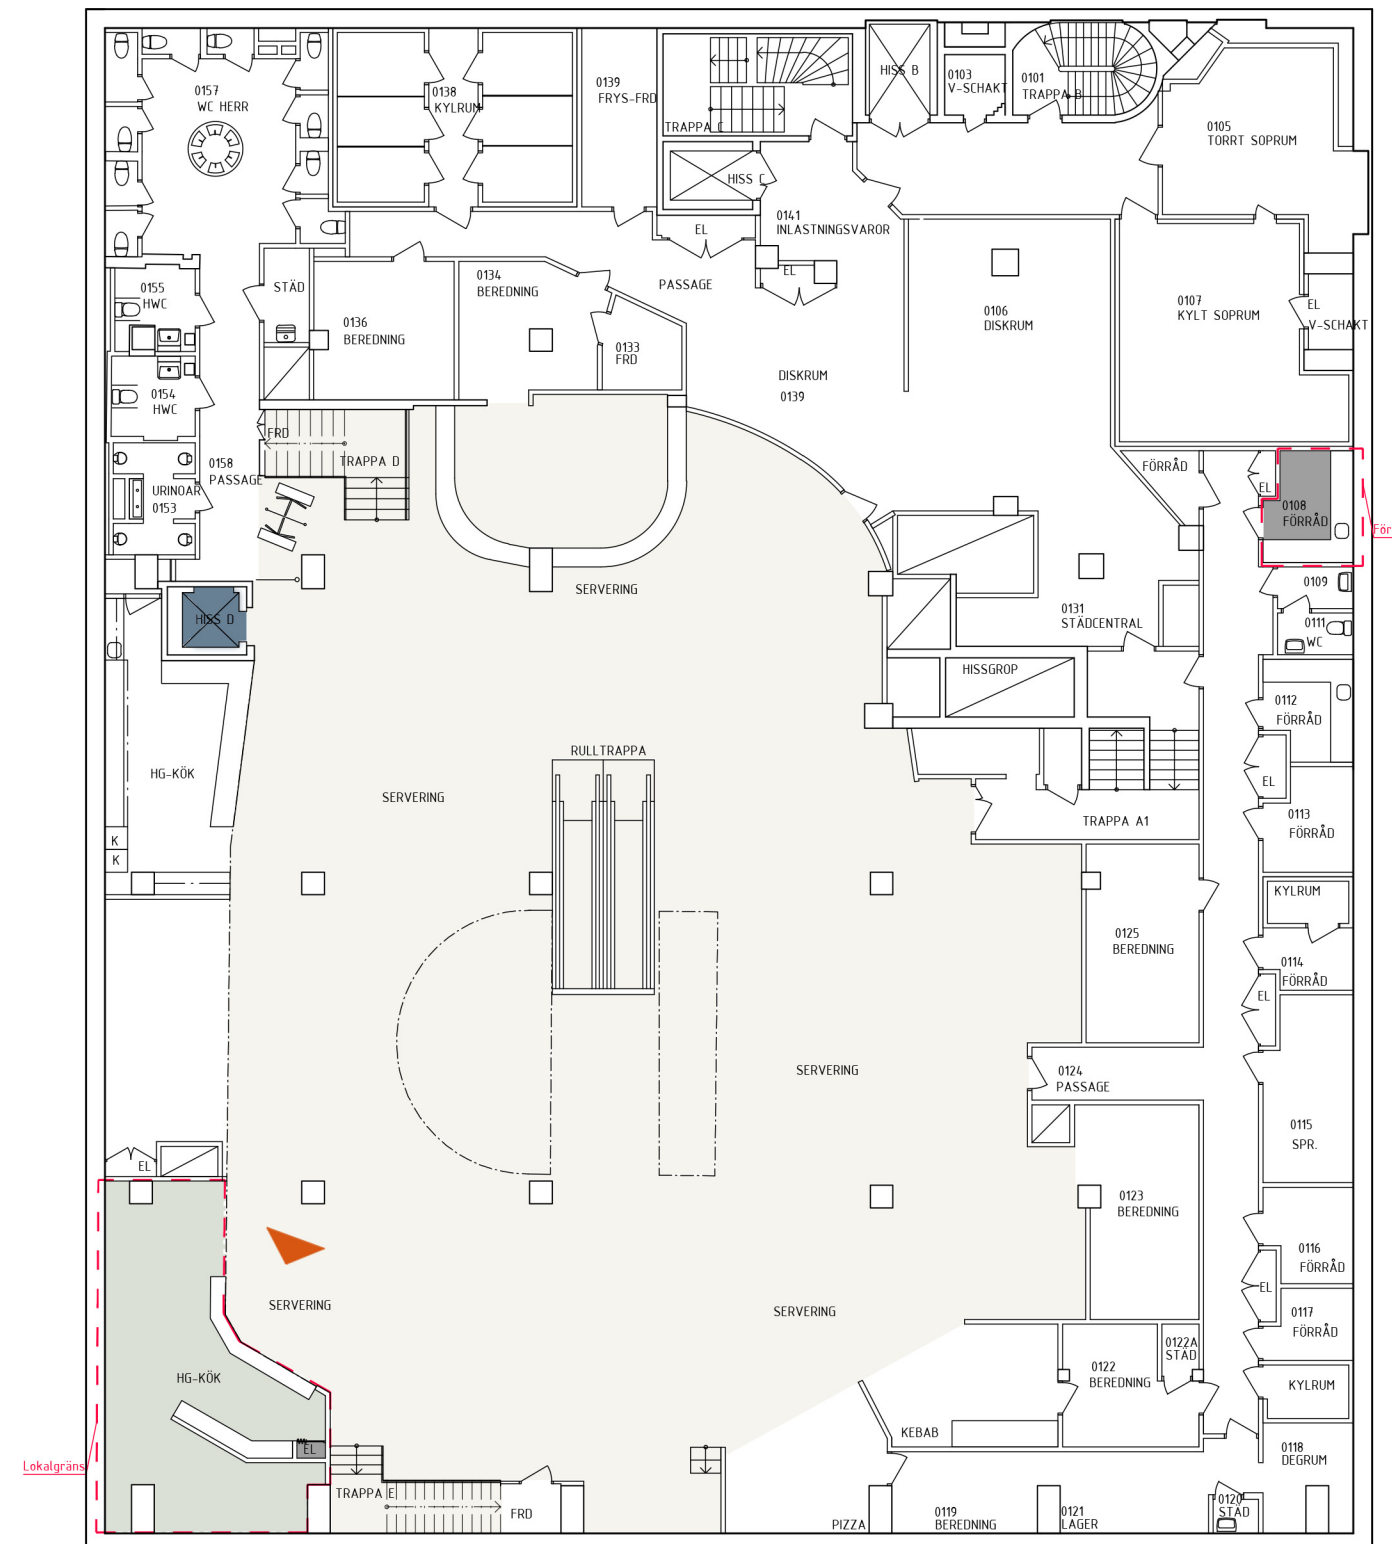 0157
WC HERR
0138
KYLRUM
0139
FRYS-FRD
TRAPPA C
HISS C
HISS B
0103
V-SCHAKT
0101
TRAPPA B
0105
TORRT SOPRUM
0141
INLASTNINGSVAROR
EL
EL
PASSAGE
0155
HWC
STÄD
0136
BEREDNING
0134
BEREDNING
0133
FRD
0106
DISKRUM
0107
KYLT SOPRUM
EL
V-SCHAKT
DISKRUM
0139
0154
HWC
FRD
TRAPPA D
0158
PASSAGE
URINOAR
0153
FÖRRÅD
EL
0108
FÖRRÅD
För
HISS D
SERVERING
0131
STÄDCENTRAL
0109
0111
WC
HISSGROP
0112
FÖRRÅD
HG-KÖK
RULLTRAPPA
SERVERING
EL
TRAPPA A1
0113
FÖRRÅD
K
K
KYLRUM
0125
BEREDNING
0114
FÖRRÅD
EL
SERVERING
0124
PASSAGE
0115
SPR.
EL
0123
BEREDNING
0116
FÖRRÅD
EL
SERVERING
SERVERING
0117
FÖRRÅD
0122A
STÄD
0122
BEREDNING
HG-KÖK
KYLRUM
KEBAB
EL
0118
DEGRUM
Lokalgräns
TRAPPA E
FRD
PIZZA
0119
BEREDNING
0121
LAGER
0120
STÄD